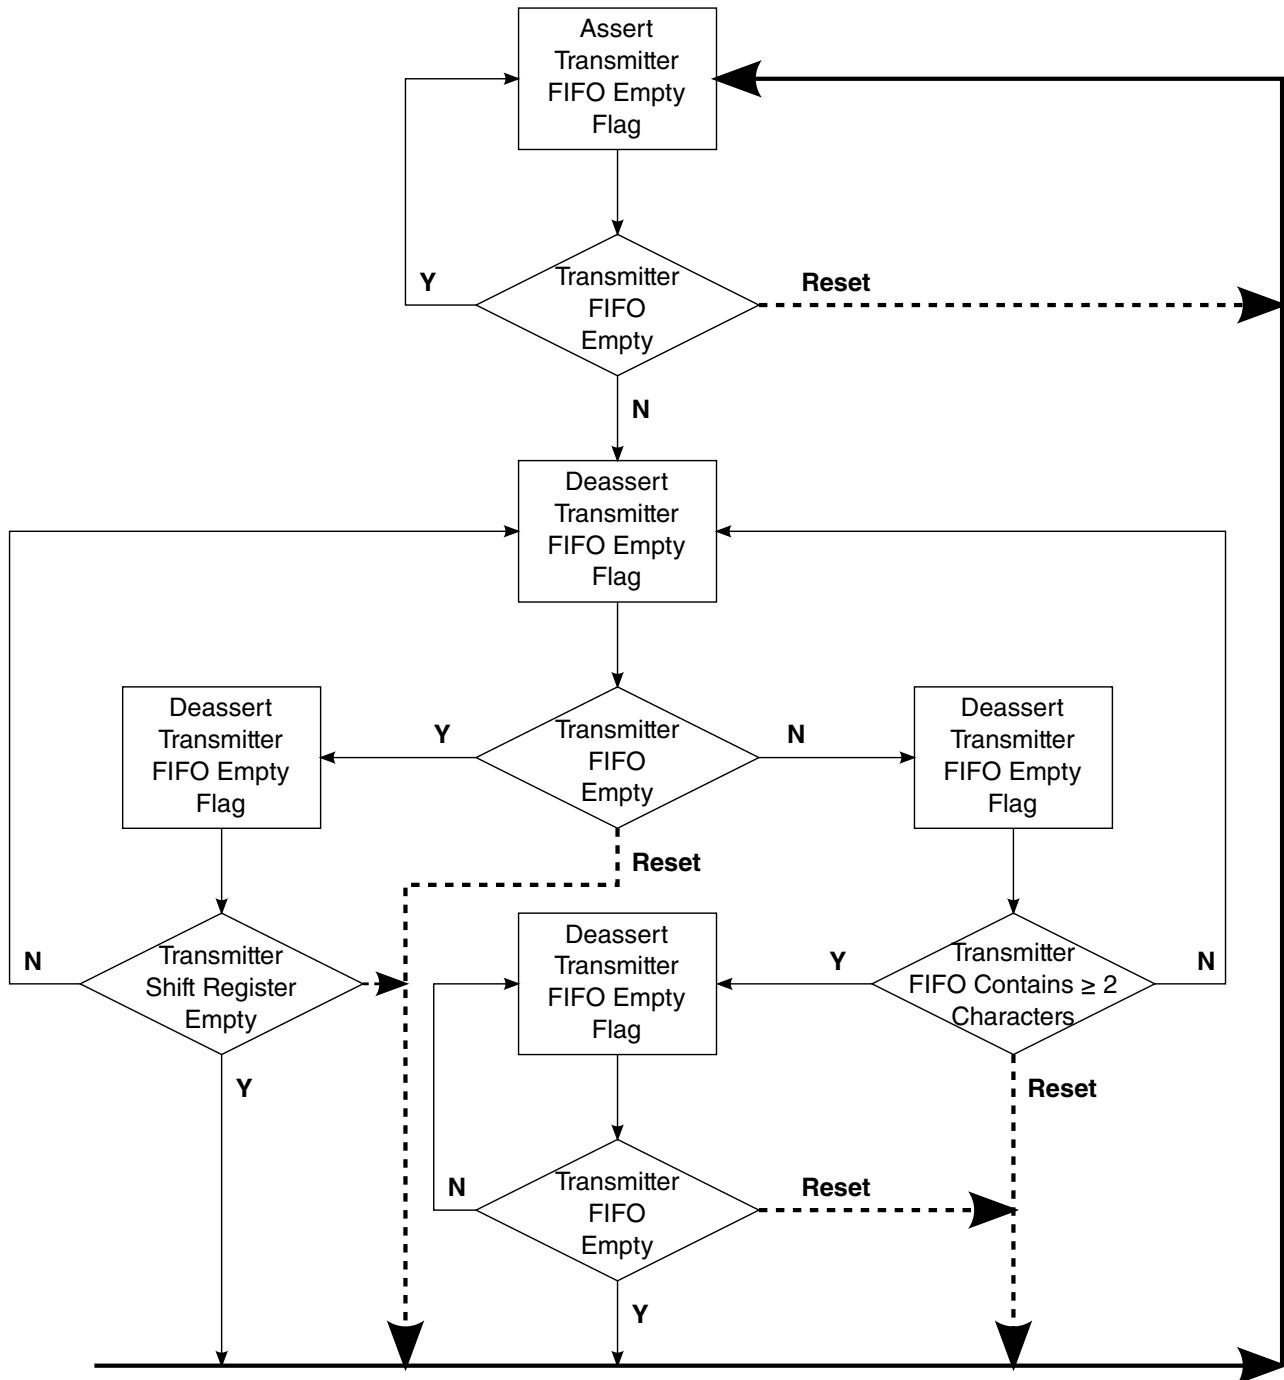 Assert
Transmitter
FIFO Empty
Flag
Y
Transmitter
FIFO
Empty
Reset
N
Deassert
Transmitter
FIFO Empty
Flag
Deassert
Transmitter
FIFO Empty
Flag
Y
Transmitter
FIFO
Empty
N
Deassert
Transmitter
FIFO Empty
Flag
Reset
N
Transmitter
Shift Register
Empty
Deassert
Transmitter
FIFO Empty
Flag
Y
Transmitter
FIFO Contains ≥ 2
Characters
N
Y
Reset
N
Transmitter
FIFO
Empty
Reset
Y